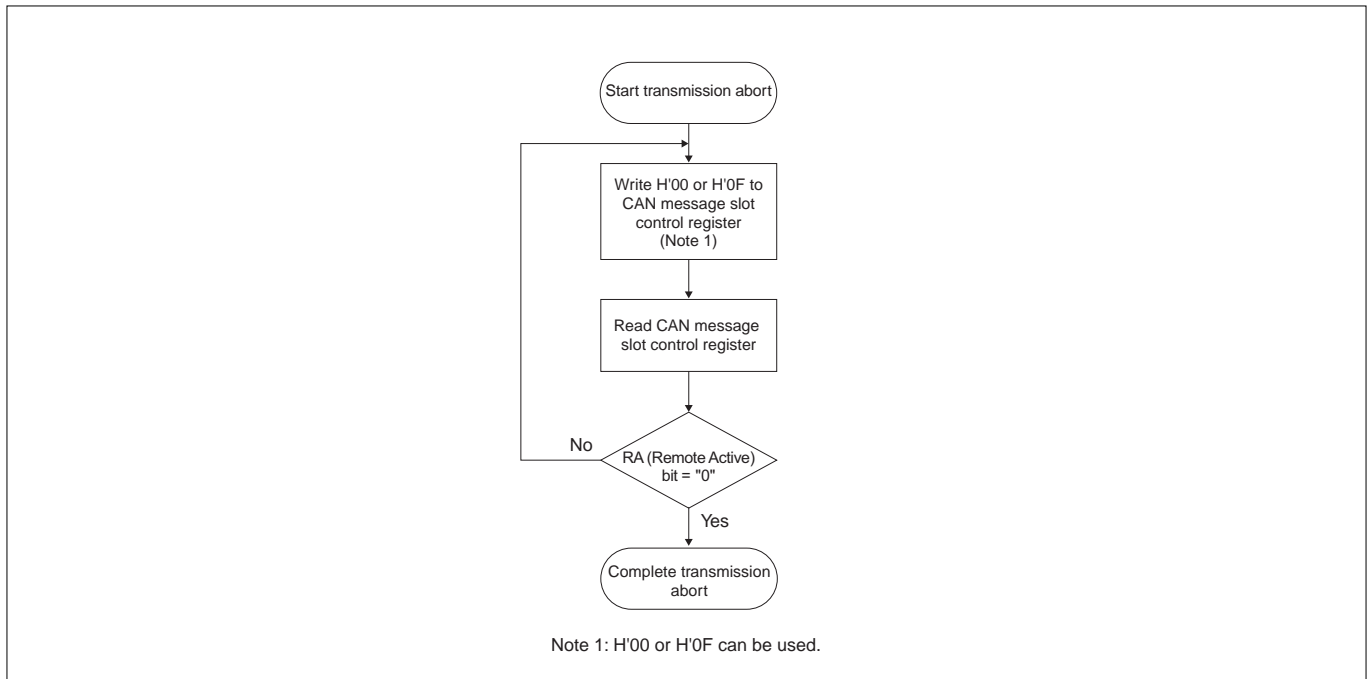 Start transmission abort
Write H'00 or H'0F to
CAN message slot
control register
(Note 1)
Read CAN message
slot control register
No
RA (Remote Active)
bit = "0"
Yes
Complete transmission
abort
Note 1: H'00 or H'0F can be used.